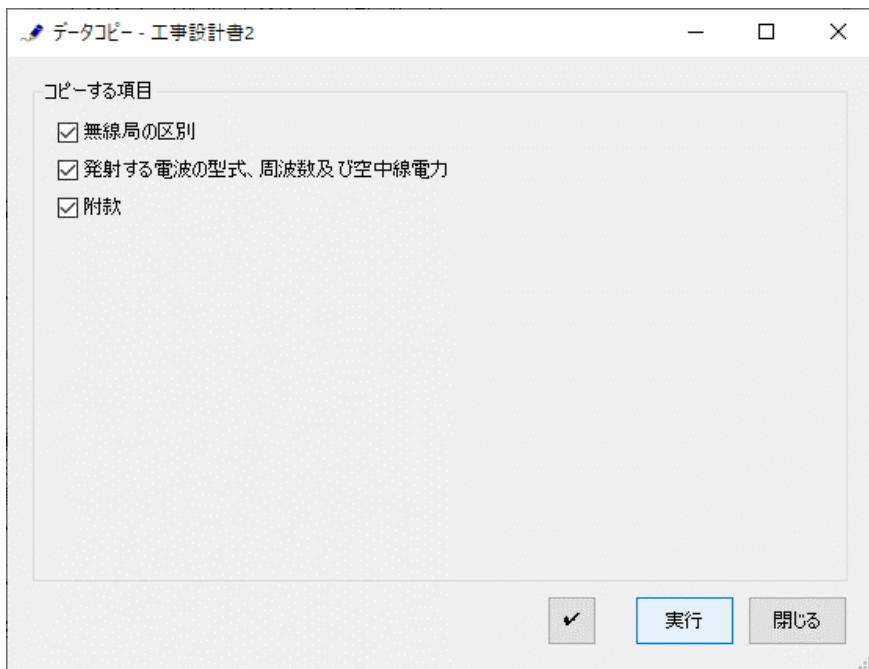 データコピー - 工事設計書2
コピーする項目
無線局の区別
発射する電波の型式、周波数及び空中線電力
附款
✔
実行
閉じる